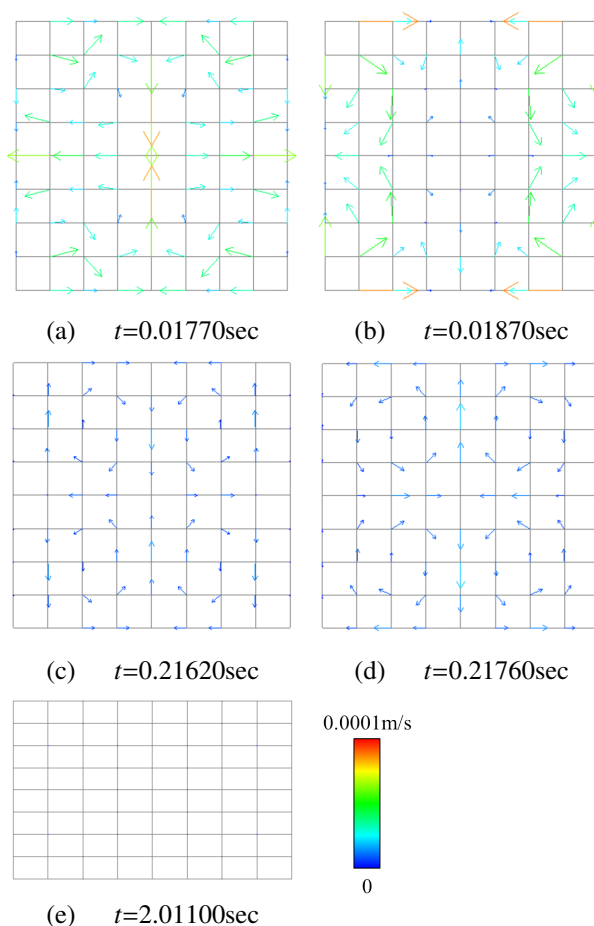 (a) t=0.01770sec
(b) t=0.01870sec
(c) t=0.21620sec
(d) t=0.21760sec
0.0001m/s
0
(e) t=2.01100sec